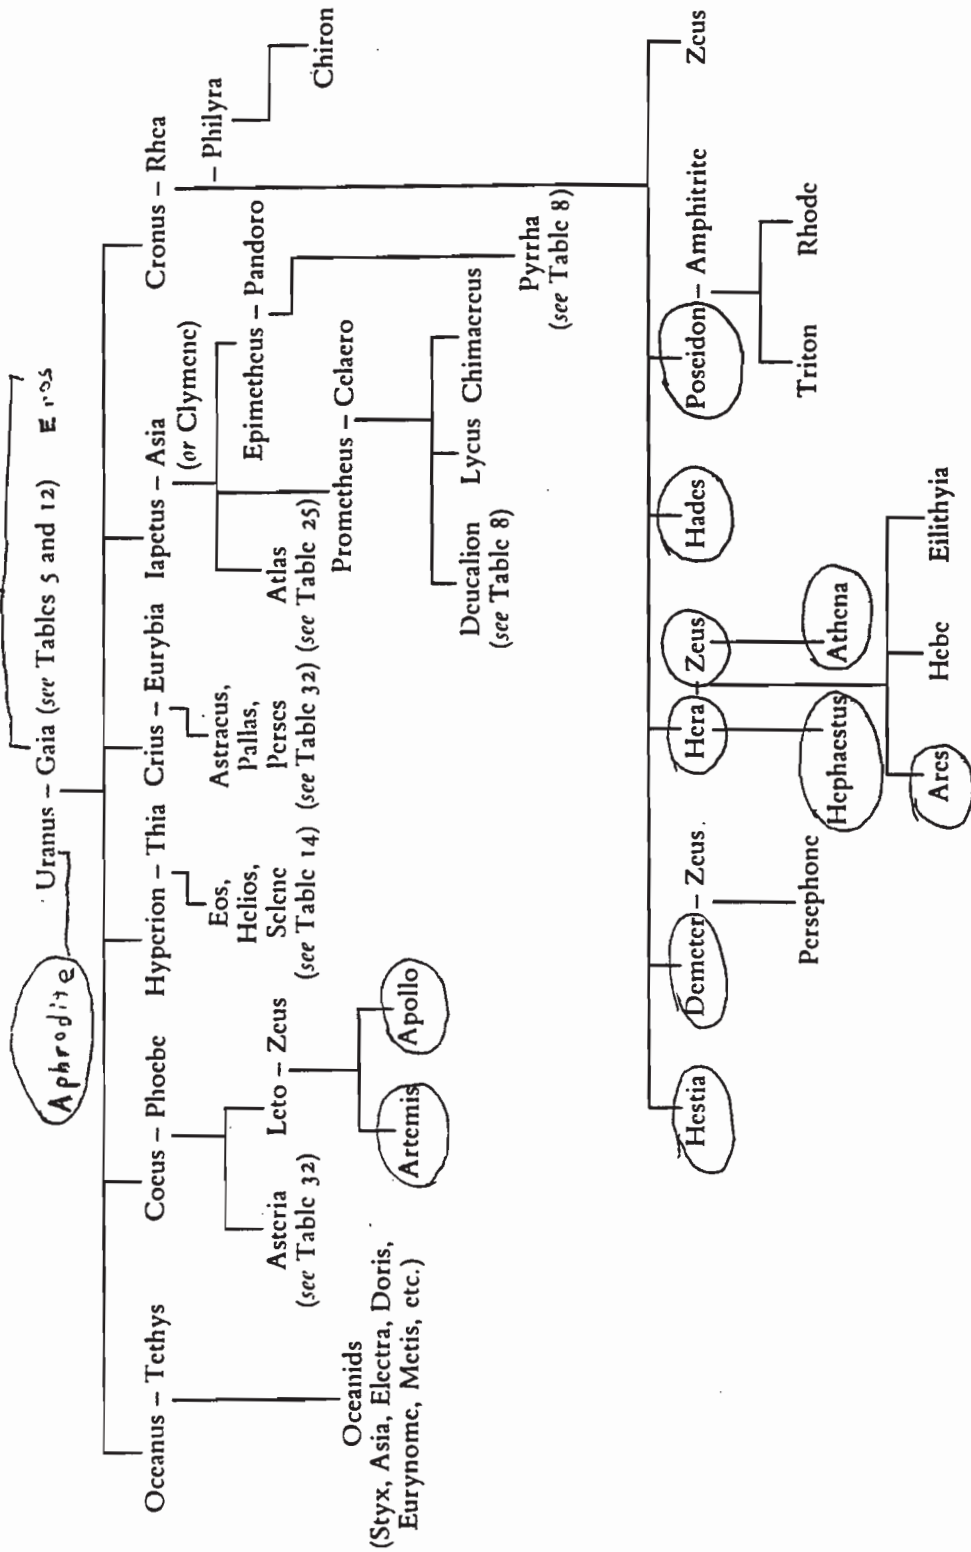 Aphrodite
Uranus – Gaia (see Tables 5 and 12) Eros
Oceanus – Tethys
Coeus – Phoebe
Hyperion – Thia
Crius – Eurybia
Iapetus – Asia
(or Clymene)
Cronus – Rhea
– Philyra
Chiron
Oceanids
(Styx, Asia, Electra, Doris,
Eurynome, Metis, etc.)
Asteria
(see Table 32)
Leto – Zeus
Artemis
Apollo
Eos,
Helios,
Selene
(see Table 14)
Astraeus,
Pallas,
Perses
(see Table 32)
Atlas
(see Table 25)
Epimetheus – Pandoro
Prometheus – Celaero
Deucalion
(see Table 8)
Lycus
Chimaereus
Pyrrha
(see Table 8)
Hestia
Demeter – Zeus.
Persephone
Hera – Zeus
Hephaestus
Athena
Ares
Hebe
Eilithyia
Hades
Poseidon – Amphitrite
Triton
Rhode
Zeus